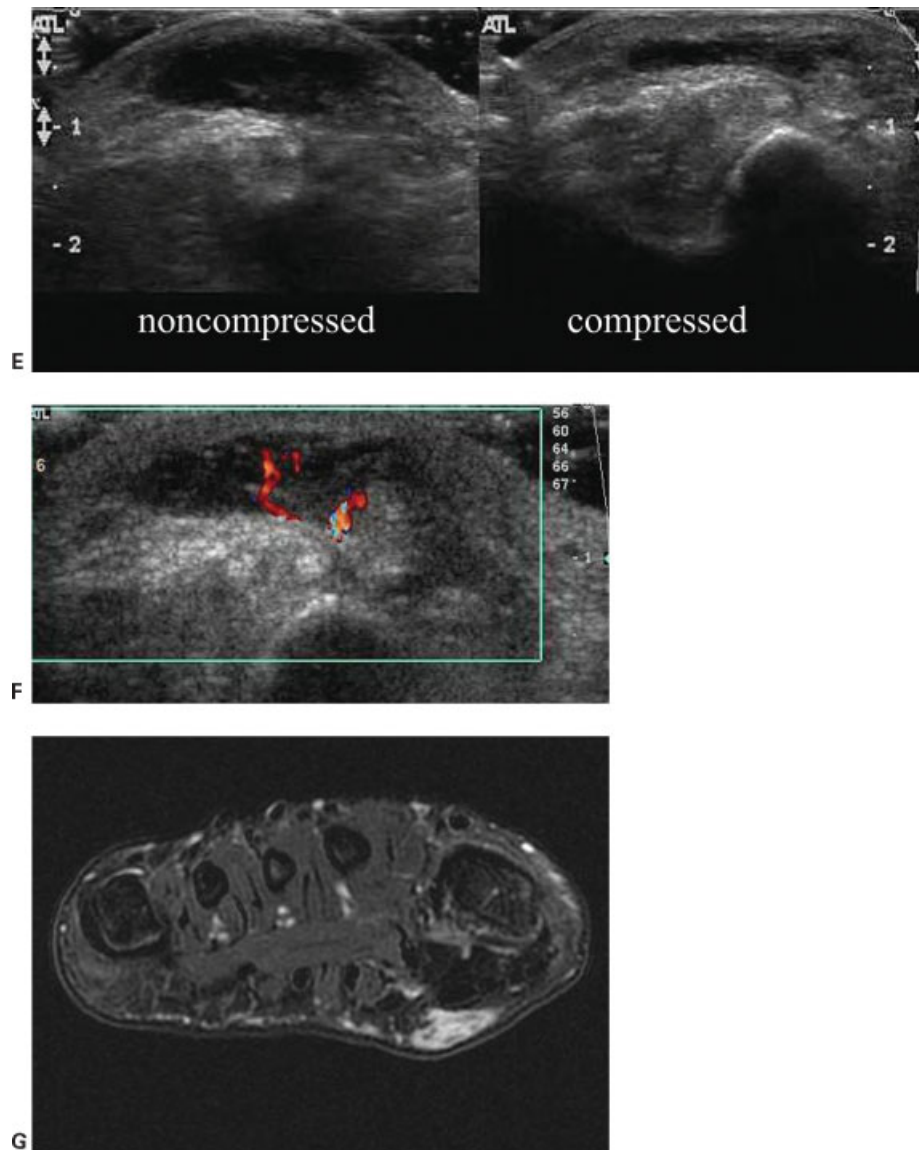 ATL
ATL
- 1
- 1
- 2
- 2
noncompressed
compressed
E
56
60
64
66
67
6
- 1
F
G